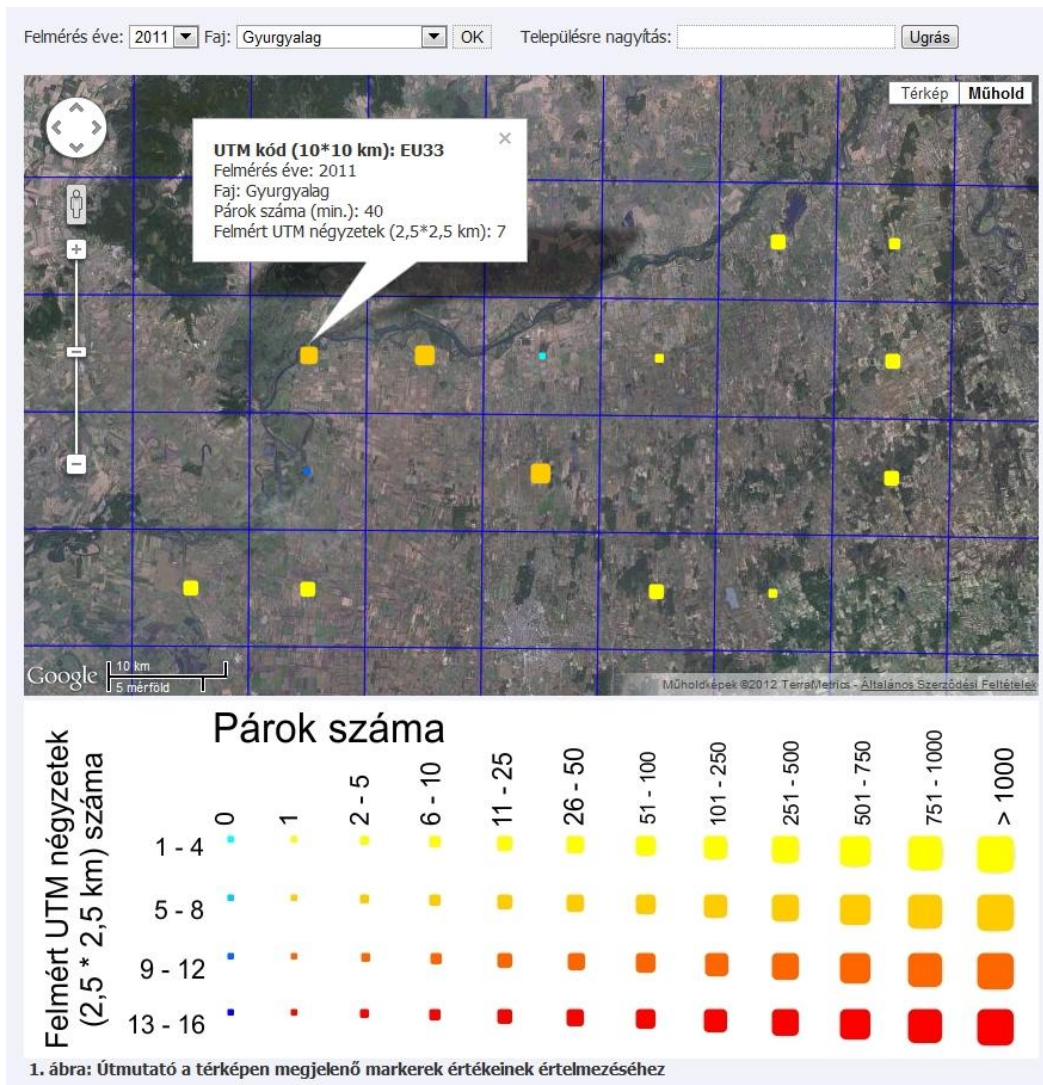 Felmérés éve: 2011 Faj: Gyurgyalag OK Településre nagyítás: Ugrás
Térkép Műhold
UTM kód (10*10 km): EU33
Felmérés éve: 2011
Faj: Gyurgyalag
Párok száma (min.): 40
Felmért UTM négyzetek (2,5*2,5 km): 7
Google
10 km
5 mérföld
Műholdképek ©2012 TerraMetrics - Általános Szerződési Feltételek
Párok száma
Felmért UTM négyzetek
(2,5 * 2,5 km) száma
0 1 2 - 5 6 - 10 11 - 25 26 - 50 51 - 100 101 - 250 251 - 500 501 - 750 751 - 1000 > 1000
1 - 4
5 - 8
9 - 12
13 - 16
1. ábra: Útmutató a térképen megjelenő markerek értékeinek értelmezéséhez